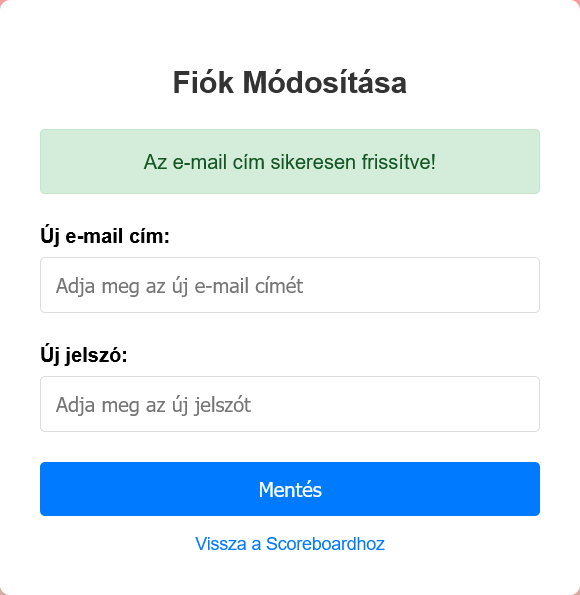 Fiók Módosítása
Az e-mail cím sikeresen frissítve!
Új e-mail cím:
Adja meg az új e-mail címét
Új jelszó:
Adja meg az új jelszót
Mentés
Vissza a Scoreboardhoz